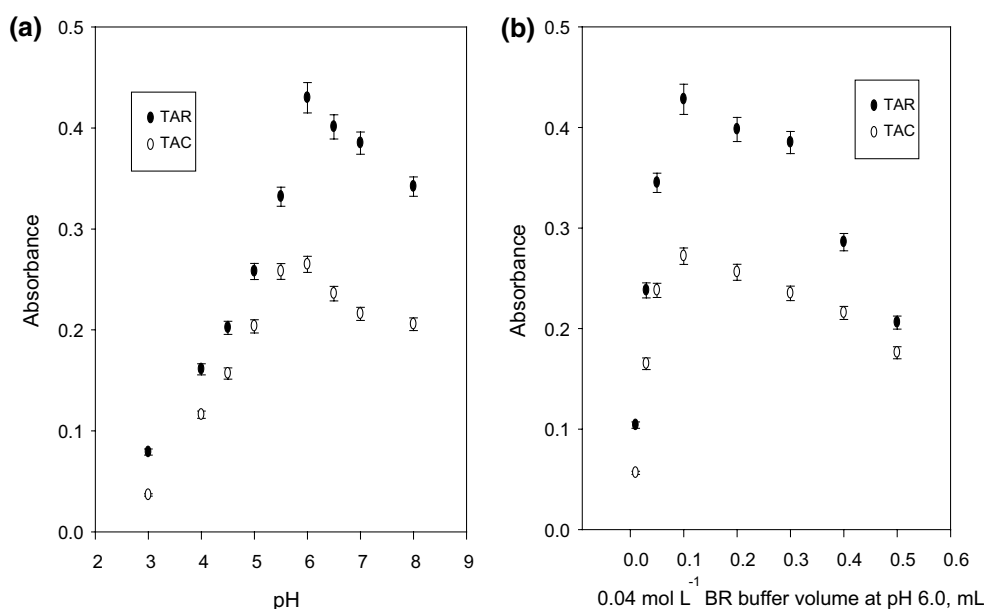 (a)
0.5
0.4
0.3
0.2
0.1
0.0
Absorbance
TAR
TAC
2 3 4 5 6 7 8 9
pH
(b)
0.5
0.4
0.3
0.2
0.1
0.0
Absorbance
TAR
TAC
0.0 0.1 0.2 0.3 0.4 0.5 0.6
0.04 mol L⁻¹ BR buffer volume at pH 6.0, mL